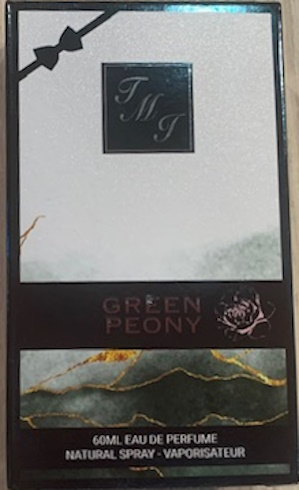 TMI
GREEN
PEONY
60ML EAU DE PERFUME
NATURAL SPRAY - VAPORISATEUR